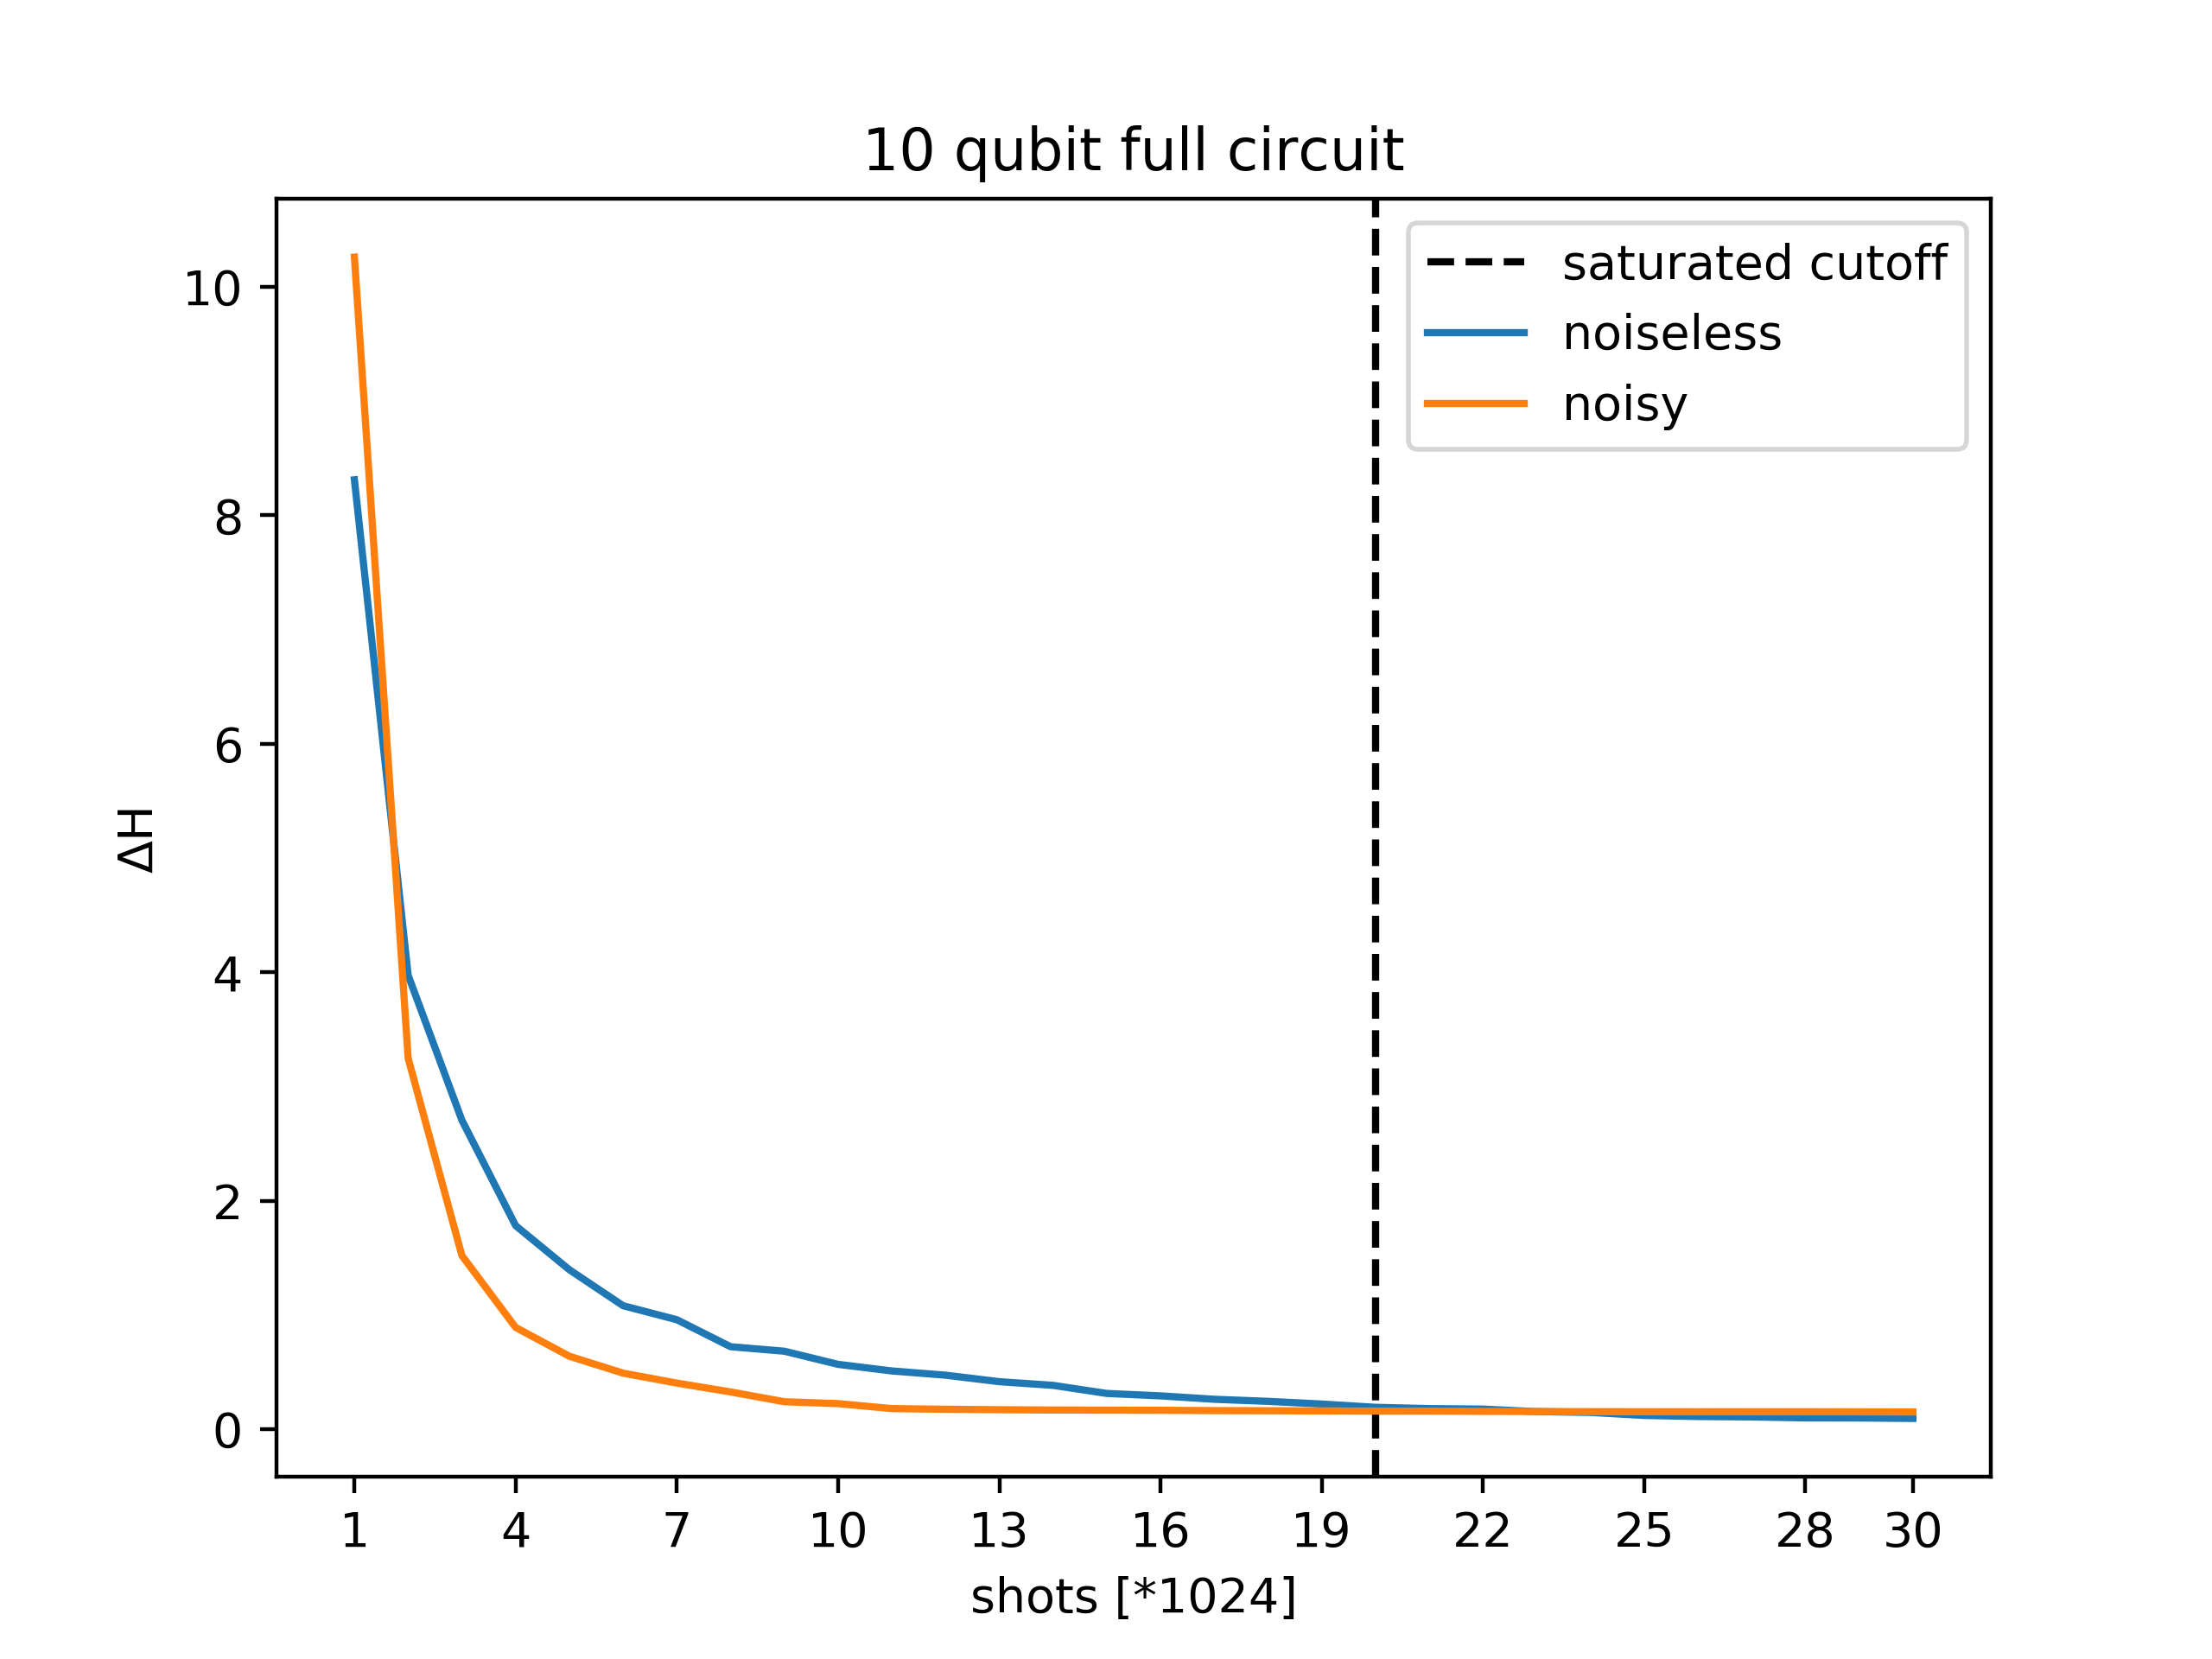 10 qubit full circuit
saturated cutoff
noiseless
noisy
ΔH
10
8
6
4
2
0
1 4 7 10 13 16 19 22 25 28 30
shots [*1024]